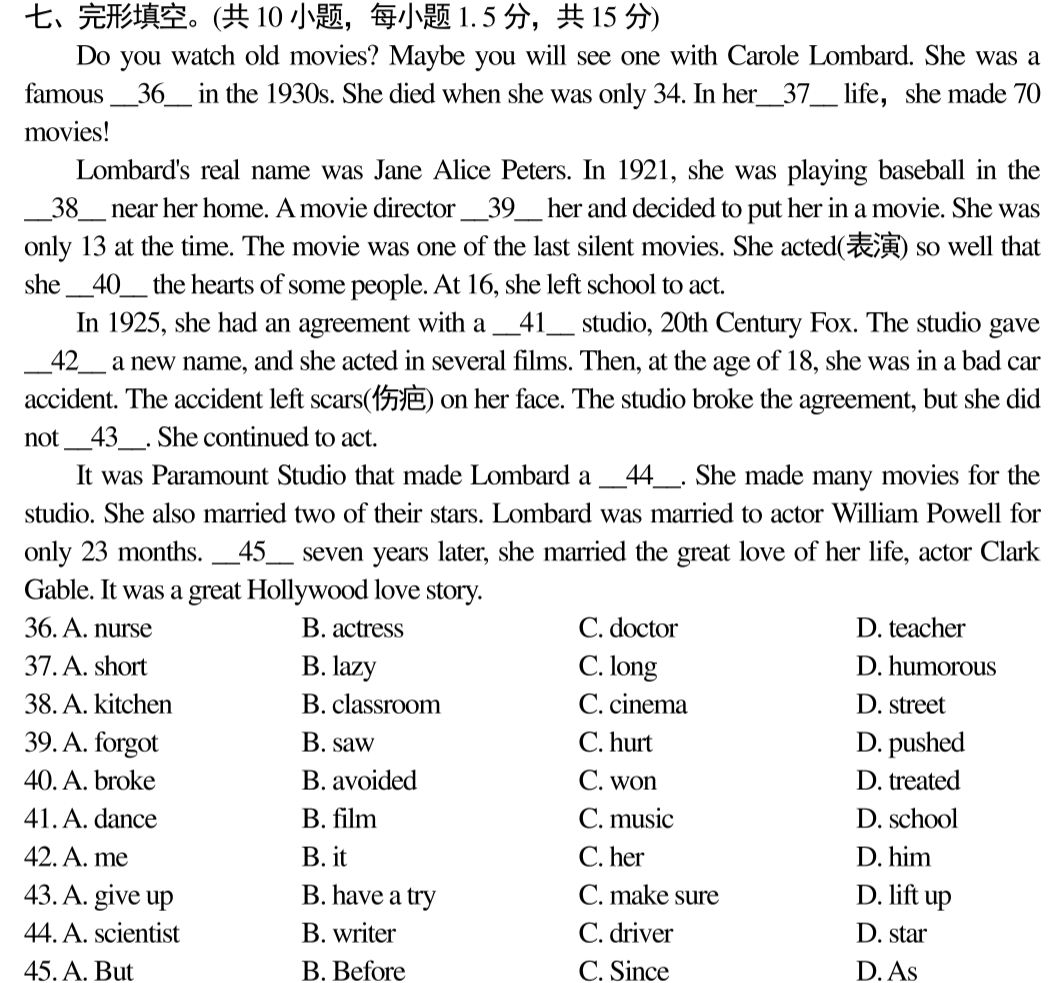 七、完形填空。(共 10 小题，每小题 1. 5 分，共 15 分)
Do you watch old movies? Maybe you will see one with Carole Lombard. She was a
famous __36__ in the 1930s. She died when she was only 34. In her__37__ life，she made 70
movies!
Lombard's real name was Jane Alice Peters. In 1921, she was playing baseball in the
__38__ near her home. A movie director __39__ her and decided to put her in a movie. She was
only 13 at the time. The movie was one of the last silent movies. She acted(表演) so well that
she __40__ the hearts of some people. At 16, she left school to act.
In 1925, she had an agreement with a __41__ studio, 20th Century Fox. The studio gave
__42__ a new name, and she acted in several films. Then, at the age of 18, she was in a bad car
accident. The accident left scars(伤疤) on her face. The studio broke the agreement, but she did
not __43__. She continued to act.
It was Paramount Studio that made Lombard a __44__. She made many movies for the
studio. She also married two of their stars. Lombard was married to actor William Powell for
only 23 months. __45__ seven years later, she married the great love of her life, actor Clark
Gable. It was a great Hollywood love story.
36. A. nurse B. actress C. doctor D. teacher
37. A. short B. lazy C. long D. humorous
38. A. kitchen B. classroom C. cinema D. street
39. A. forgot B. saw C. hurt D. pushed
40. A. broke B. avoided C. won D. treated
41. A. dance B. film C. music D. school
42. A. me B. it C. her D. him
43. A. give up B. have a try C. make sure D. lift up
44. A. scientist B. writer C. driver D. star
45. A. But B. Before C. Since D. As